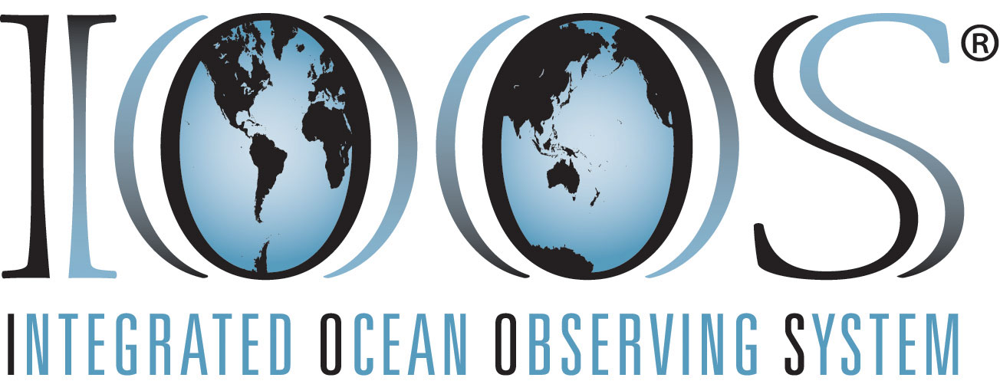 IOOS®
INTEGRATED OCEAN OBSERVING SYSTEM